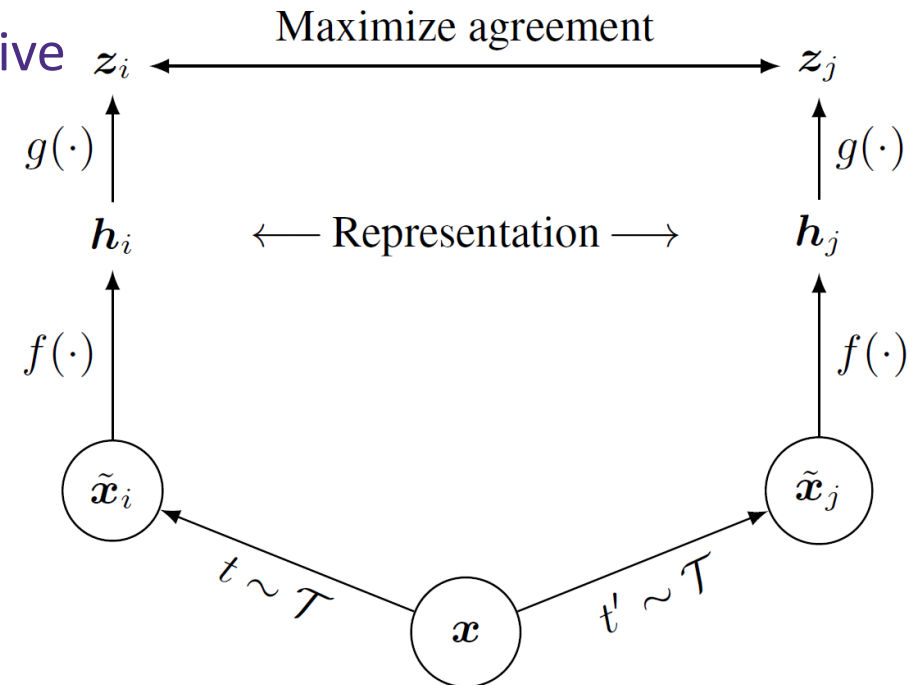 Maximize agreement
ive
z_i z_j
g(·) g(·)
h_i ← Representation → h_j
f(·) f(·)
x̃_i x̃_j
t ∼ 𝒯 t′ ∼ 𝒯
x